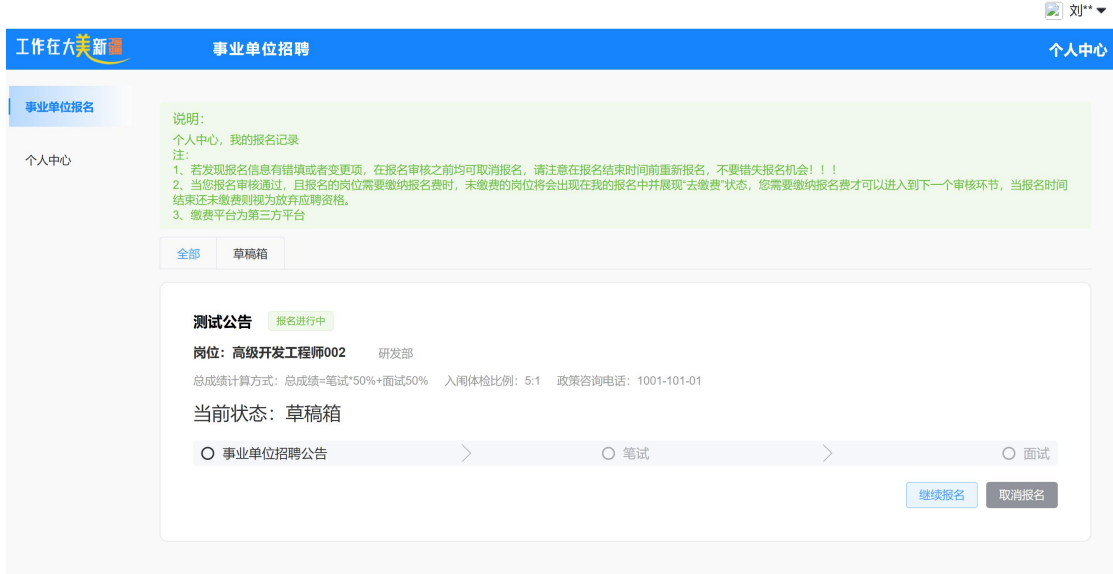 刘**
工作在大美新疆
事业单位招聘
个人中心
事业单位报名
个人中心
说明：
个人中心，我的报名记录
注：
1、若发现报名信息有错填或者变更项，在报名审核之前均可取消报名，请注意在报名结束时间前重新报名，不要错失报名机会！！！
2、当您报名审核通过，且报名的岗位需要缴纳报名费时，未缴费的岗位将会出现在我的报名中并展现“去缴费”状态，您需要缴纳报名费才可以进入到下一个审核环节，当报名时间
结束还未缴费则视为放弃应聘资格。
3、缴费平台为第三方平台
全部 草稿箱
测试公告 报名进行中
岗位：高级开发工程师002 研发部
总成绩计算方式：总成绩=笔试*50%+面试50% 入闱体检比例：5:1 政策咨询电话：1001-101-01
当前状态：草稿箱
事业单位招聘公告 笔试 面试
继续报名 取消报名